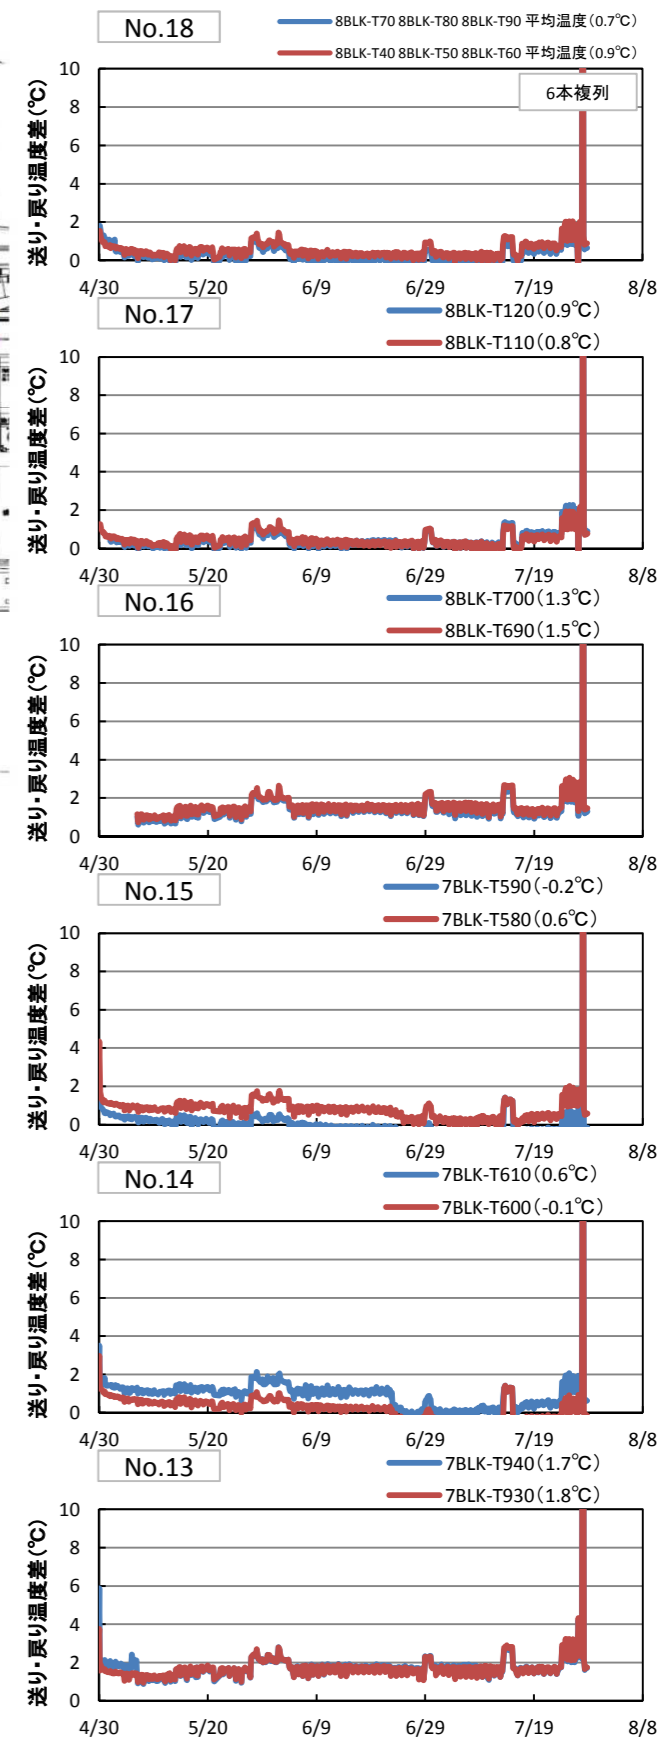 No.18
8BLK-T70 8BLK-T80 8BLK-T90 平均温度(0.7℃)
8BLK-T40 8BLK-T50 8BLK-T60 平均温度(0.9℃)
6本複列
送り・戻り温度差(℃)
10
8
6
4
2
0
4/30 5/20 6/9 6/29 7/19 8/8
No.17
8BLK-T120(0.9℃)
8BLK-T110(0.8℃)
送り・戻り温度差(℃)
10
8
6
4
2
0
4/30 5/20 6/9 6/29 7/19 8/8
No.16
8BLK-T700(1.3℃)
8BLK-T690(1.5℃)
送り・戻り温度差(℃)
10
8
6
4
2
0
4/30 5/20 6/9 6/29 7/19 8/8
No.15
7BLK-T590(-0.2℃)
7BLK-T580(0.6℃)
送り・戻り温度差(℃)
10
8
6
4
2
0
4/30 5/20 6/9 6/29 7/19 8/8
No.14
7BLK-T610(0.6℃)
7BLK-T600(-0.1℃)
送り・戻り温度差(℃)
10
8
6
4
2
0
4/30 5/20 6/9 6/29 7/19 8/8
No.13
7BLK-T940(1.7℃)
7BLK-T930(1.8℃)
送り・戻り温度差(℃)
10
8
6
4
2
0
4/30 5/20 6/9 6/29 7/19 8/8